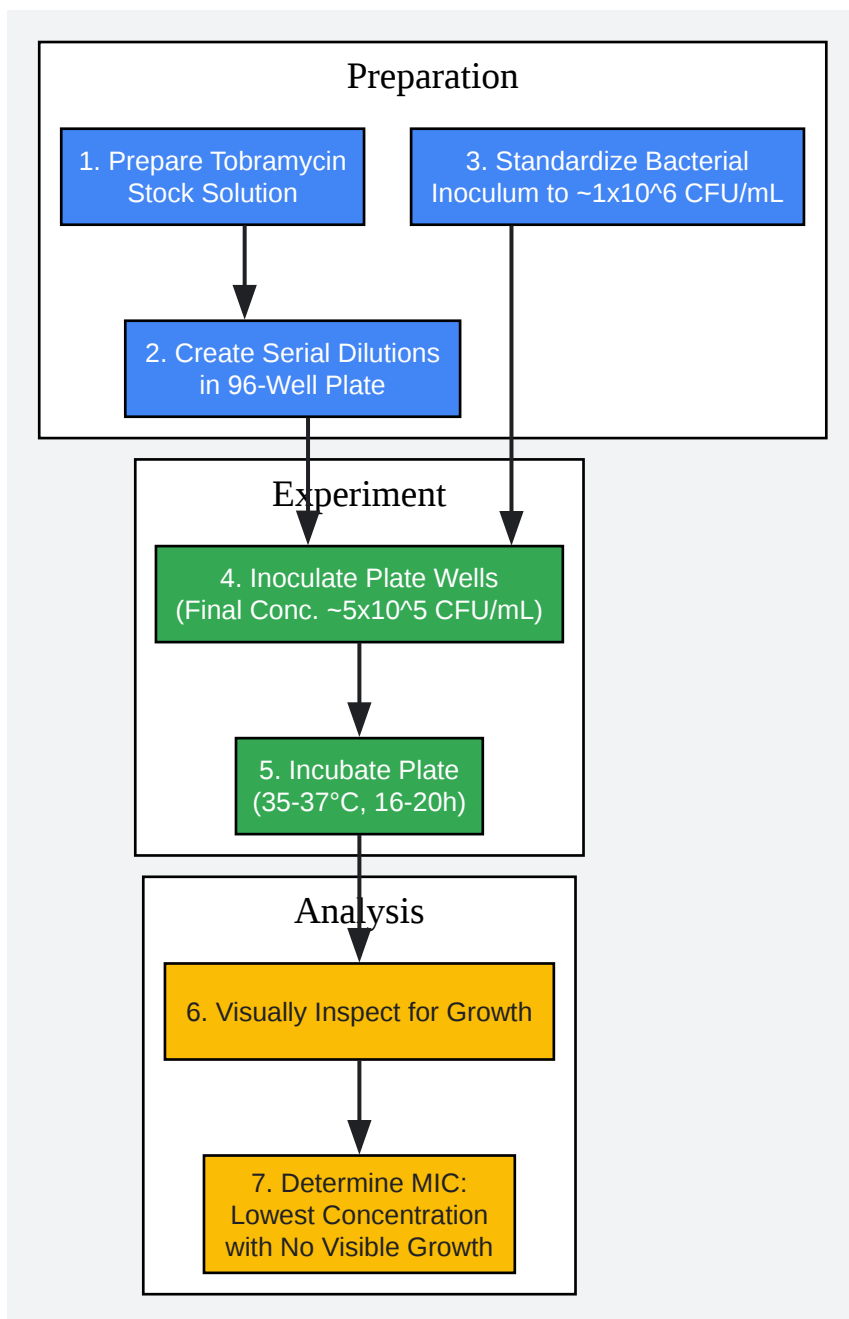 Preparation
1. Prepare Tobramycin
Stock Solution
3. Standardize Bacterial
Inoculum to ~1x10^6 CFU/mL
2. Create Serial Dilutions
in 96-Well Plate
Experiment
4. Inoculate Plate Wells
(Final Conc. ~5x10^5 CFU/mL)
5. Incubate Plate
(35-37°C, 16-20h)
Analysis
6. Visually Inspect for Growth
7. Determine MIC:
Lowest Concentration
with No Visible Growth